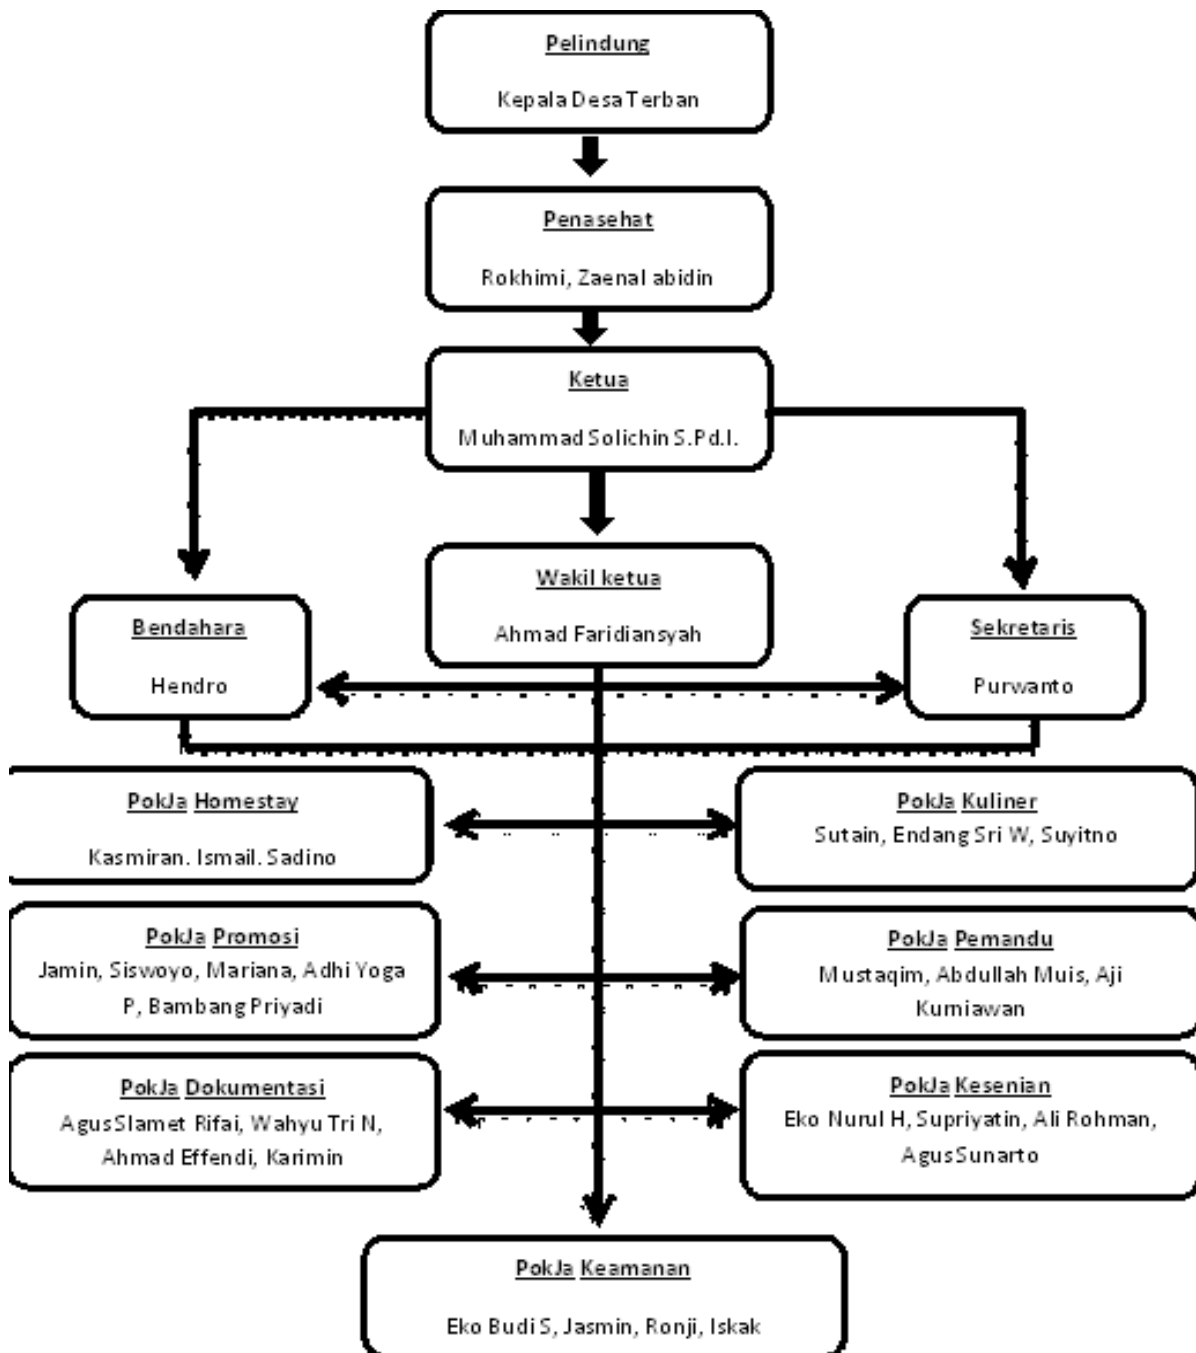 Pelindung
Kepala Desa Terban
Penasehat
Rokhimi, Zaenal abidin
Ketua
Muhammad Solichin S.Pd.I.
Wakil ketua
Ahmad Faridiansyah
Bendahara
Hendro
Sekretaris
Purwanto
PokJa Homestay
Kasmiran. Ismail. Sadino
PokJa Kuliner
Sutain, Endang Sri W, Suyitno
PokJa Promosi
Jamin, Siswoyo, Mariana, Adhi Yoga
P, Bambang Priyadi
PokJa Pemandu
Mustaqim, Abdullah Muis, Aji
Kurniawan
PokJa Dokumentasi
Agus Slamet Rifai, Wahyu Tri N,
Ahmad Effendi, Karimin
PokJa Kesenian
Eko Nurul H, Supriyatin, Ali Rohman,
Agus Sunarto
PokJa Keamanan
Eko Budi S, Jasmin, Ronji, Iskak